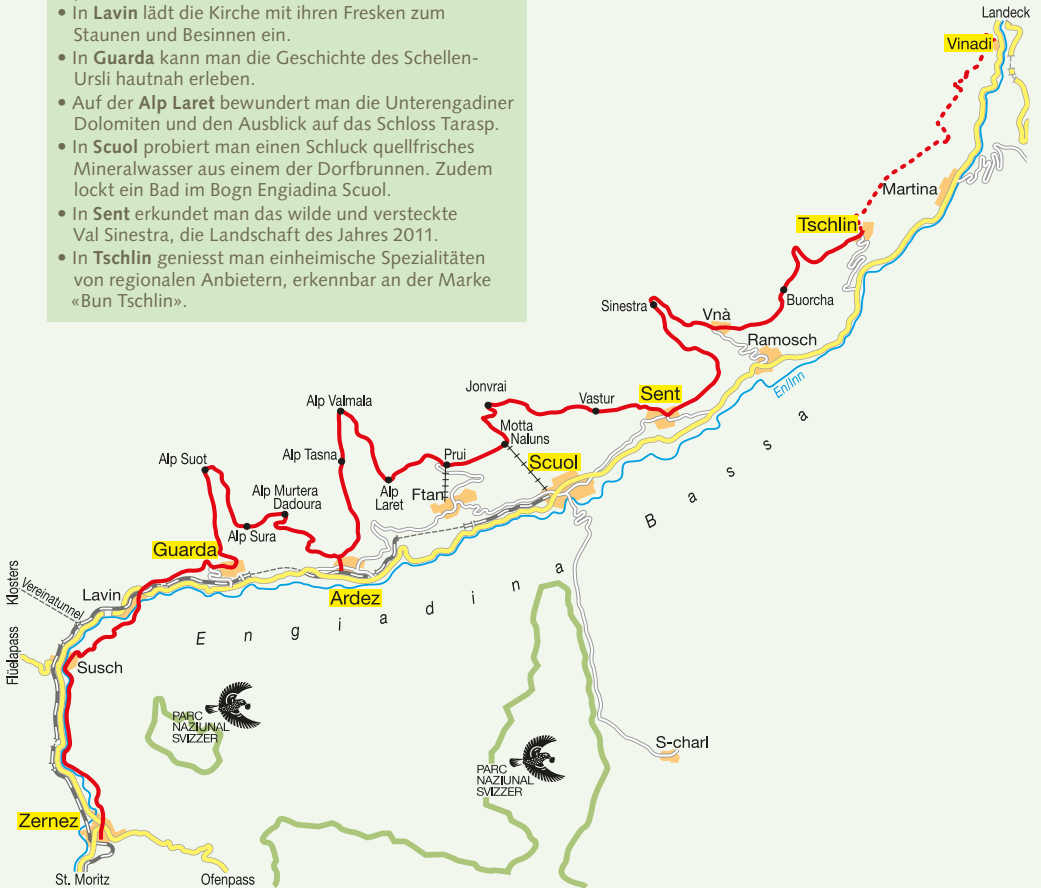 • In Lavin lädt die Kirche mit ihren Fresken zum
Staunen und Besinnen ein.
• In Guarda kann man die Geschichte des Schellen-
Ursli hautnah erleben.
• Auf der Alp Laret bewundert man die Unterengadiner
Dolomiten und den Ausblick auf das Schloss Tarasp.
• In Scuol probiert man einen Schluck quellfrisches
Mineralwasser aus einem der Dorfbrunnen. Zudem
lockt ein Bad im Bogn Engiadina Scuol.
• In Sent erkundet man das wilde und versteckte
Val Sinestra, die Landschaft des Jahres 2011.
• In Tschlin geniesst man einheimische Spezialitäten
von regionalen Anbietern, erkennbar an der Marke
«Bun Tschlin».
Landeck
Vinadi
Martina
Tschlin
Buorcha
Sinestra
Vnà
Ramosch
En/Inn
Jonvrai
Vastur
Sent
Alp Valmala
Motta
Naluns
Alp Tasna
Prui
Scuol
Alp Suot
Alp Murtera
Dadoura
Alp
Laret
Ftan
Alp Sura
Guarda
Ardez
Engiadina Bassa
Klosters
Vereinatunnel
Lavin
Flüelapass
Susch
PARC
NAZIUNAL
SVIZZER
PARC
NAZIUNAL
SVIZZER
S-charl
Zernez
St. Moritz
Ofenpass